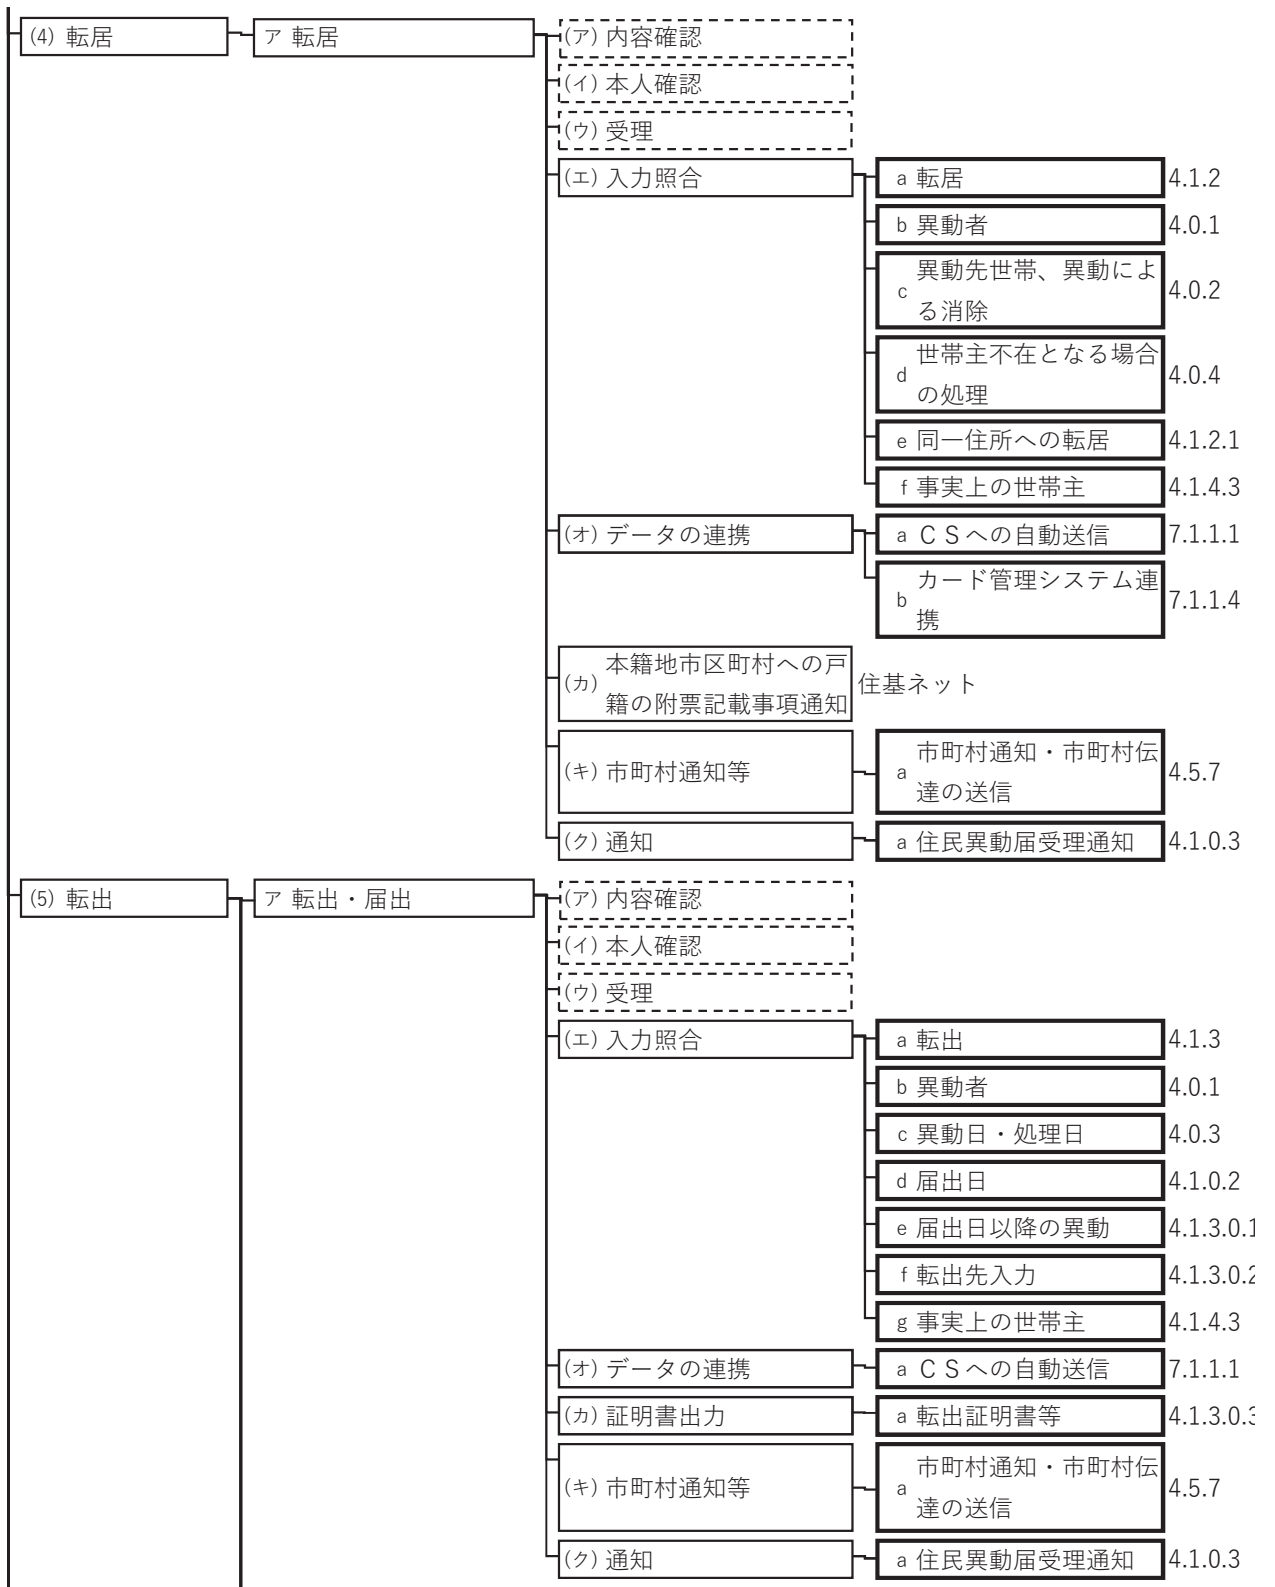 (4) 転居
ア 転居
(ア) 内容確認
(イ) 本人確認
(ウ) 受理
(エ) 入力照合
a 転居 4.1.2
b 異動者 4.0.1
c 異動先世帯、異動によ
る消除 4.0.2
d 世帯主不在となる場合
の処理 4.0.4
e 同一住所への転居 4.1.2.1
f 事実上の世帯主 4.1.4.3
(オ) データの連携
a ＣＳへの自動送信 7.1.1.1
b カード管理システム連
携 7.1.1.4
(カ) 本籍地市区町村への戸
籍の附票記載事項通知
住基ネット
(キ) 市町村通知等
a 市町村通知・市町村伝
達の送信 4.5.7
(ク) 通知
a 住民異動届受理通知 4.1.0.3
(5) 転出
ア 転出・届出
(ア) 内容確認
(イ) 本人確認
(ウ) 受理
(エ) 入力照合
a 転出 4.1.3
b 異動者 4.0.1
c 異動日・処理日 4.0.3
d 届出日 4.1.0.2
e 届出日以降の異動 4.1.3.0.1
f 転出先入力 4.1.3.0.2
g 事実上の世帯主 4.1.4.3
(オ) データの連携
a ＣＳへの自動送信 7.1.1.1
(カ) 証明書出力
a 転出証明書等 4.1.3.0.3
(キ) 市町村通知等
a 市町村通知・市町村伝
達の送信 4.5.7
(ク) 通知
a 住民異動届受理通知 4.1.0.3